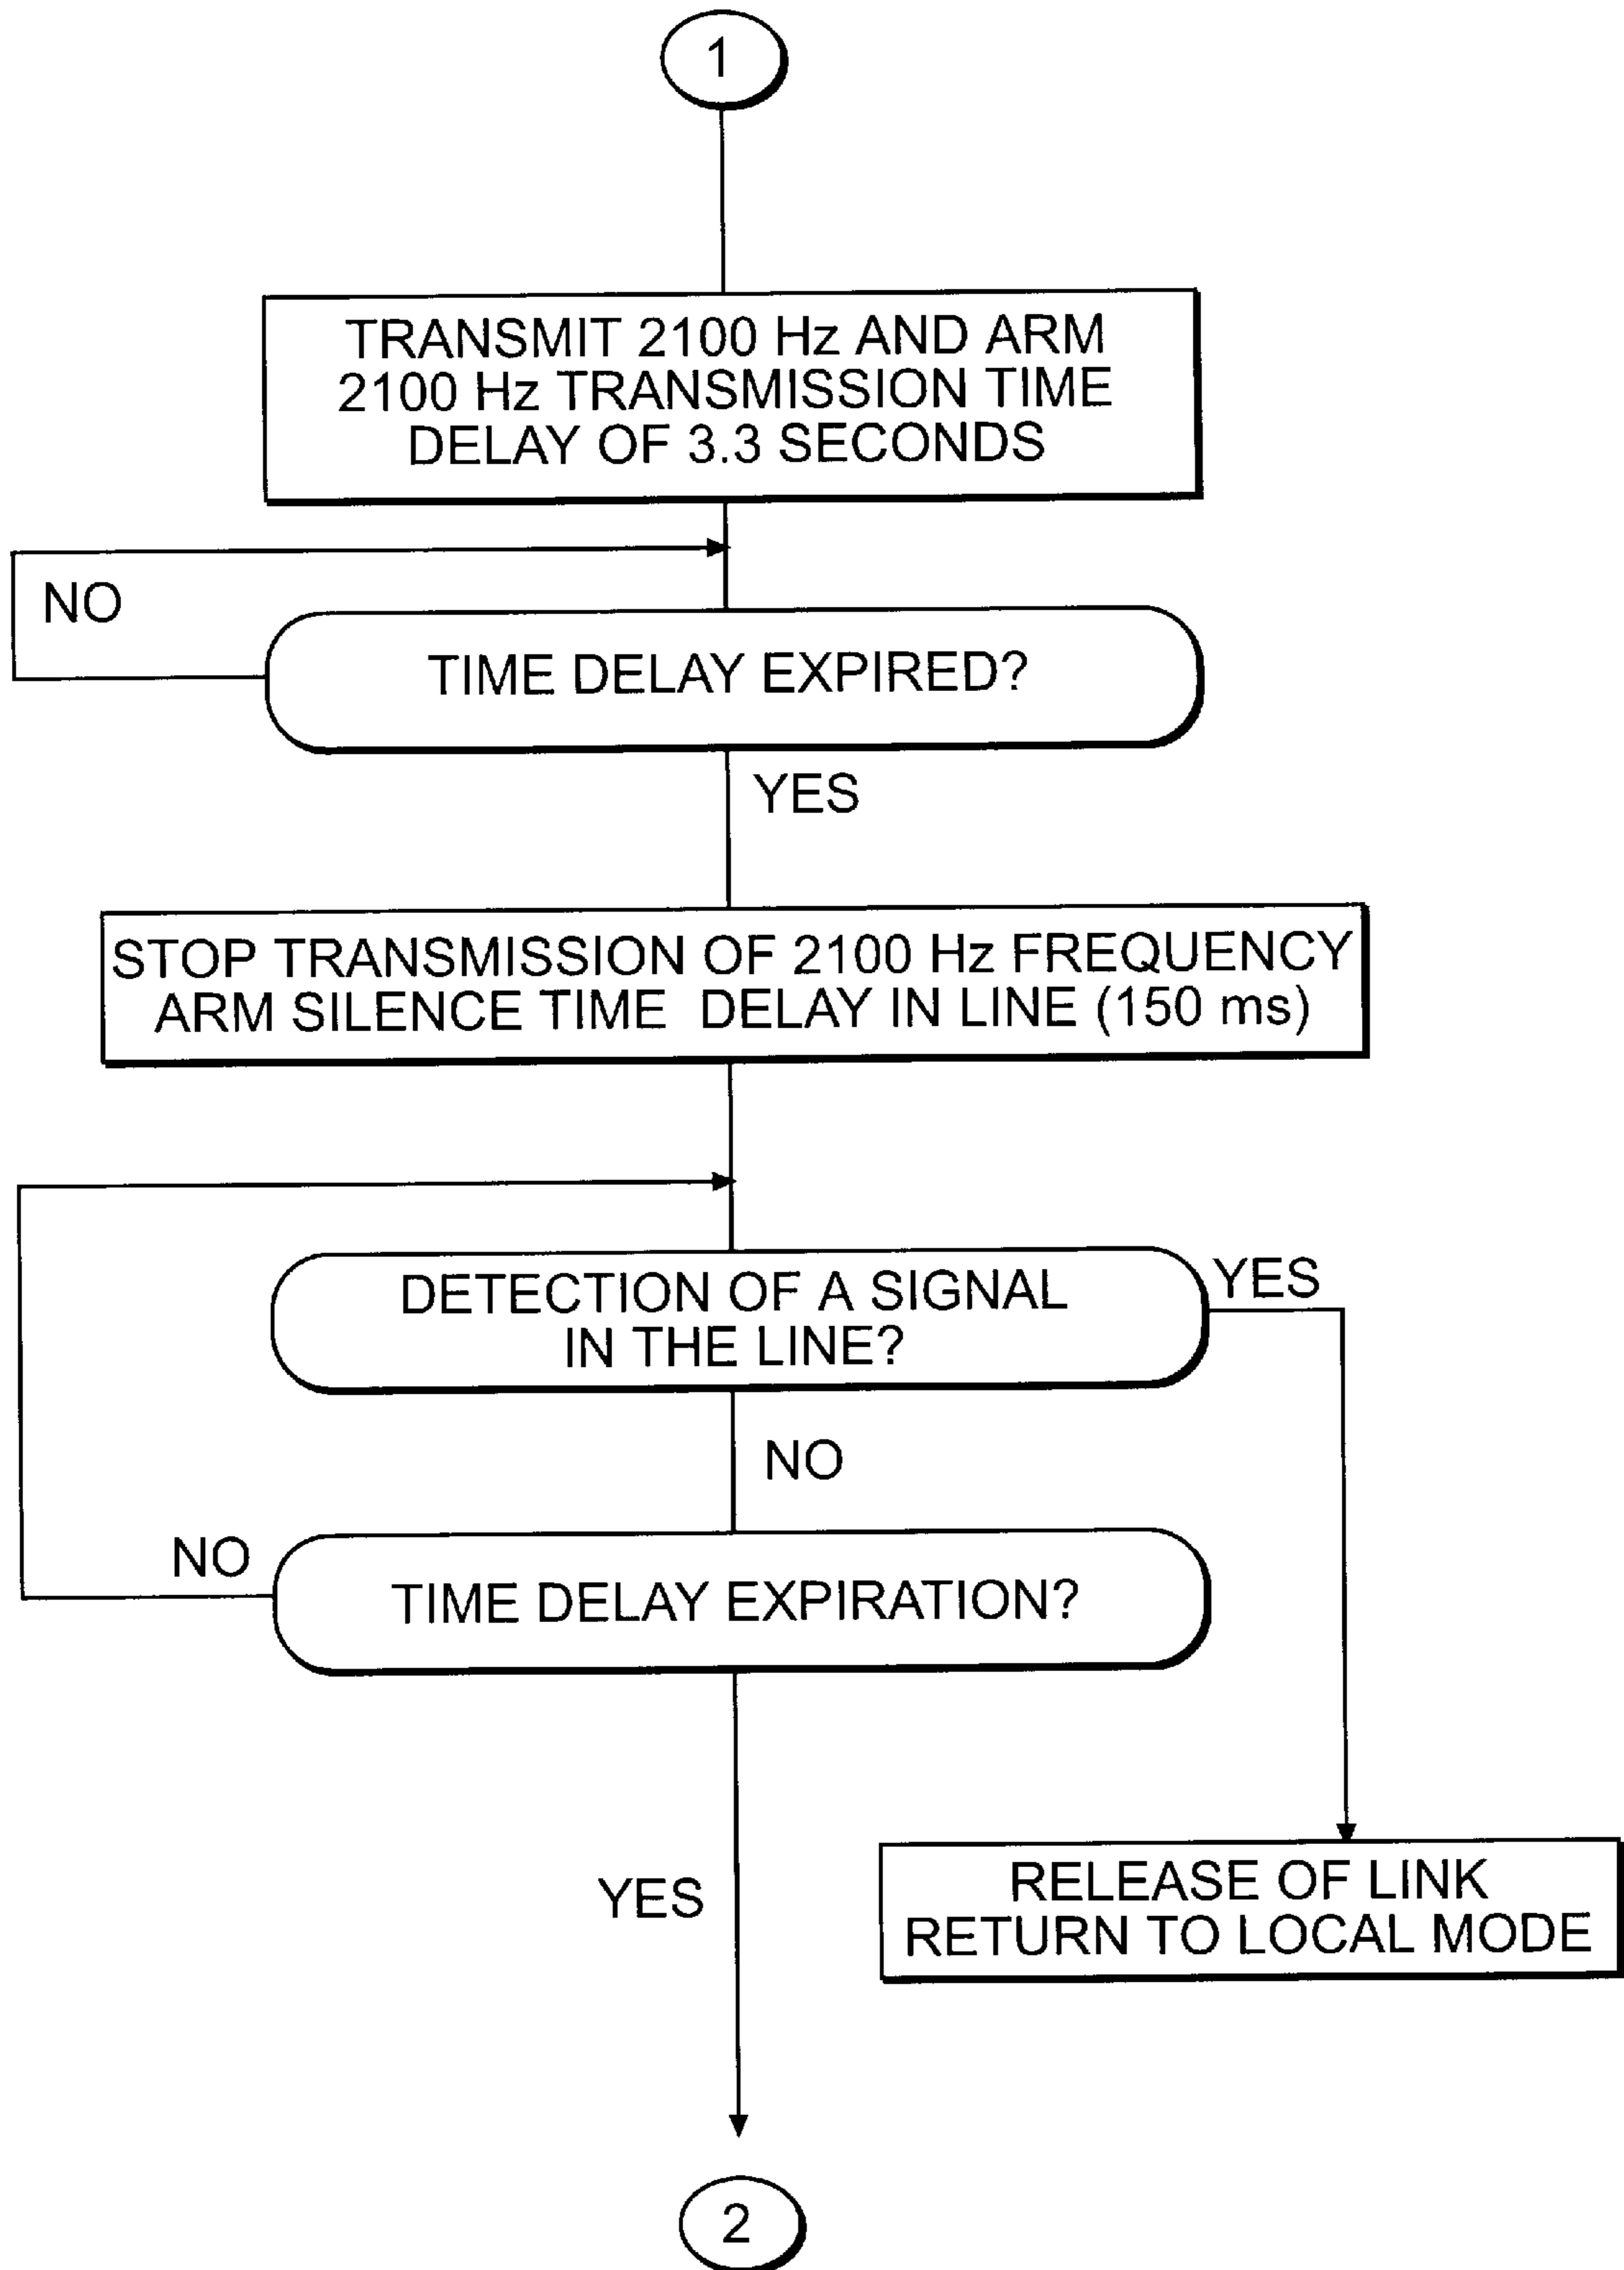 1
TRANSMIT 2100 Hz AND ARM
2100 Hz TRANSMISSION TIME
DELAY OF 3.3 SECONDS
NO
TIME DELAY EXPIRED?
YES
STOP TRANSMISSION OF 2100 Hz FREQUENCY
ARM SILENCE TIME DELAY IN LINE (150 ms)
DETECTION OF A SIGNAL
IN THE LINE?
YES
NO
NO
TIME DELAY EXPIRATION?
YES
RELEASE OF LINK
RETURN TO LOCAL MODE
2